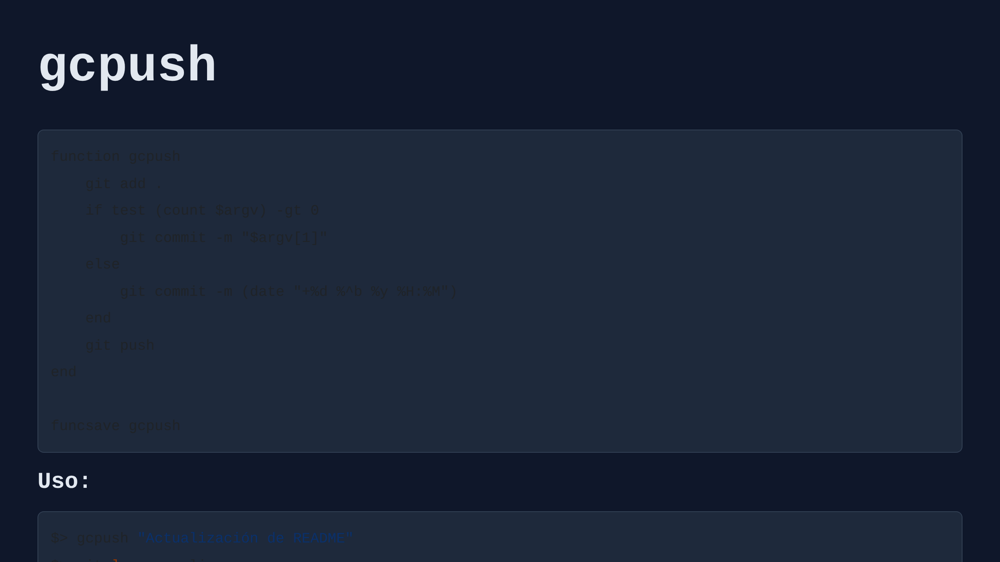 gcpush
function gcpush
    git add .
    if test (count $argv) -gt 0
        git commit -m "$argv[1]"
    else
        git commit -m (date "+%d %^b %y %H:%M")
    end
    git push
end
funcsave gcpush
Uso:
$> gcpush "Actualización de README"